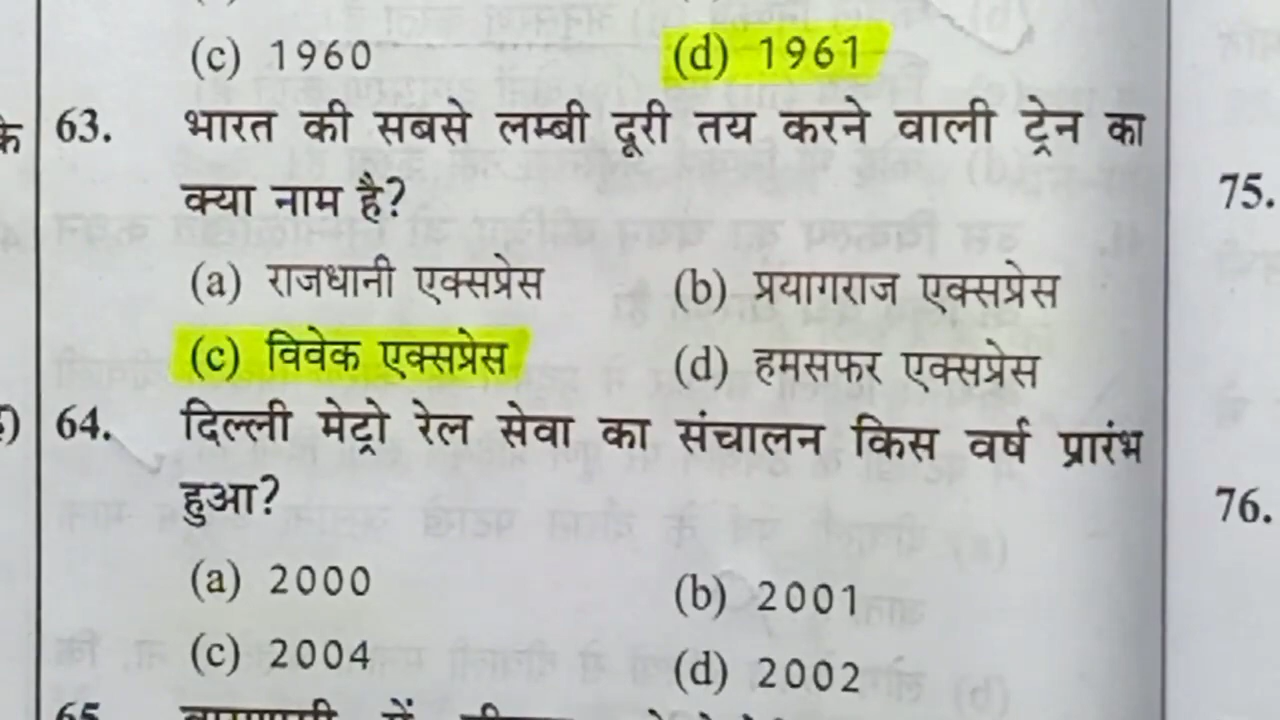 (c) 1960 (d) 1961
के 63. भारत की सबसे लम्बी दूरी तय करने वाली ट्रेन का
क्या नाम है?
75.
(a) राजधानी एक्सप्रेस (b) प्रयागराज एक्सप्रेस
(c) विवेक एक्सप्रेस (d) हमसफर एक्सप्रेस
64. दिल्ली मेट्रो रेल सेवा का संचालन किस वर्ष प्रारंभ
हुआ?
76.
(a) 2000 (b) 2001
(c) 2004 (d) 2002
65